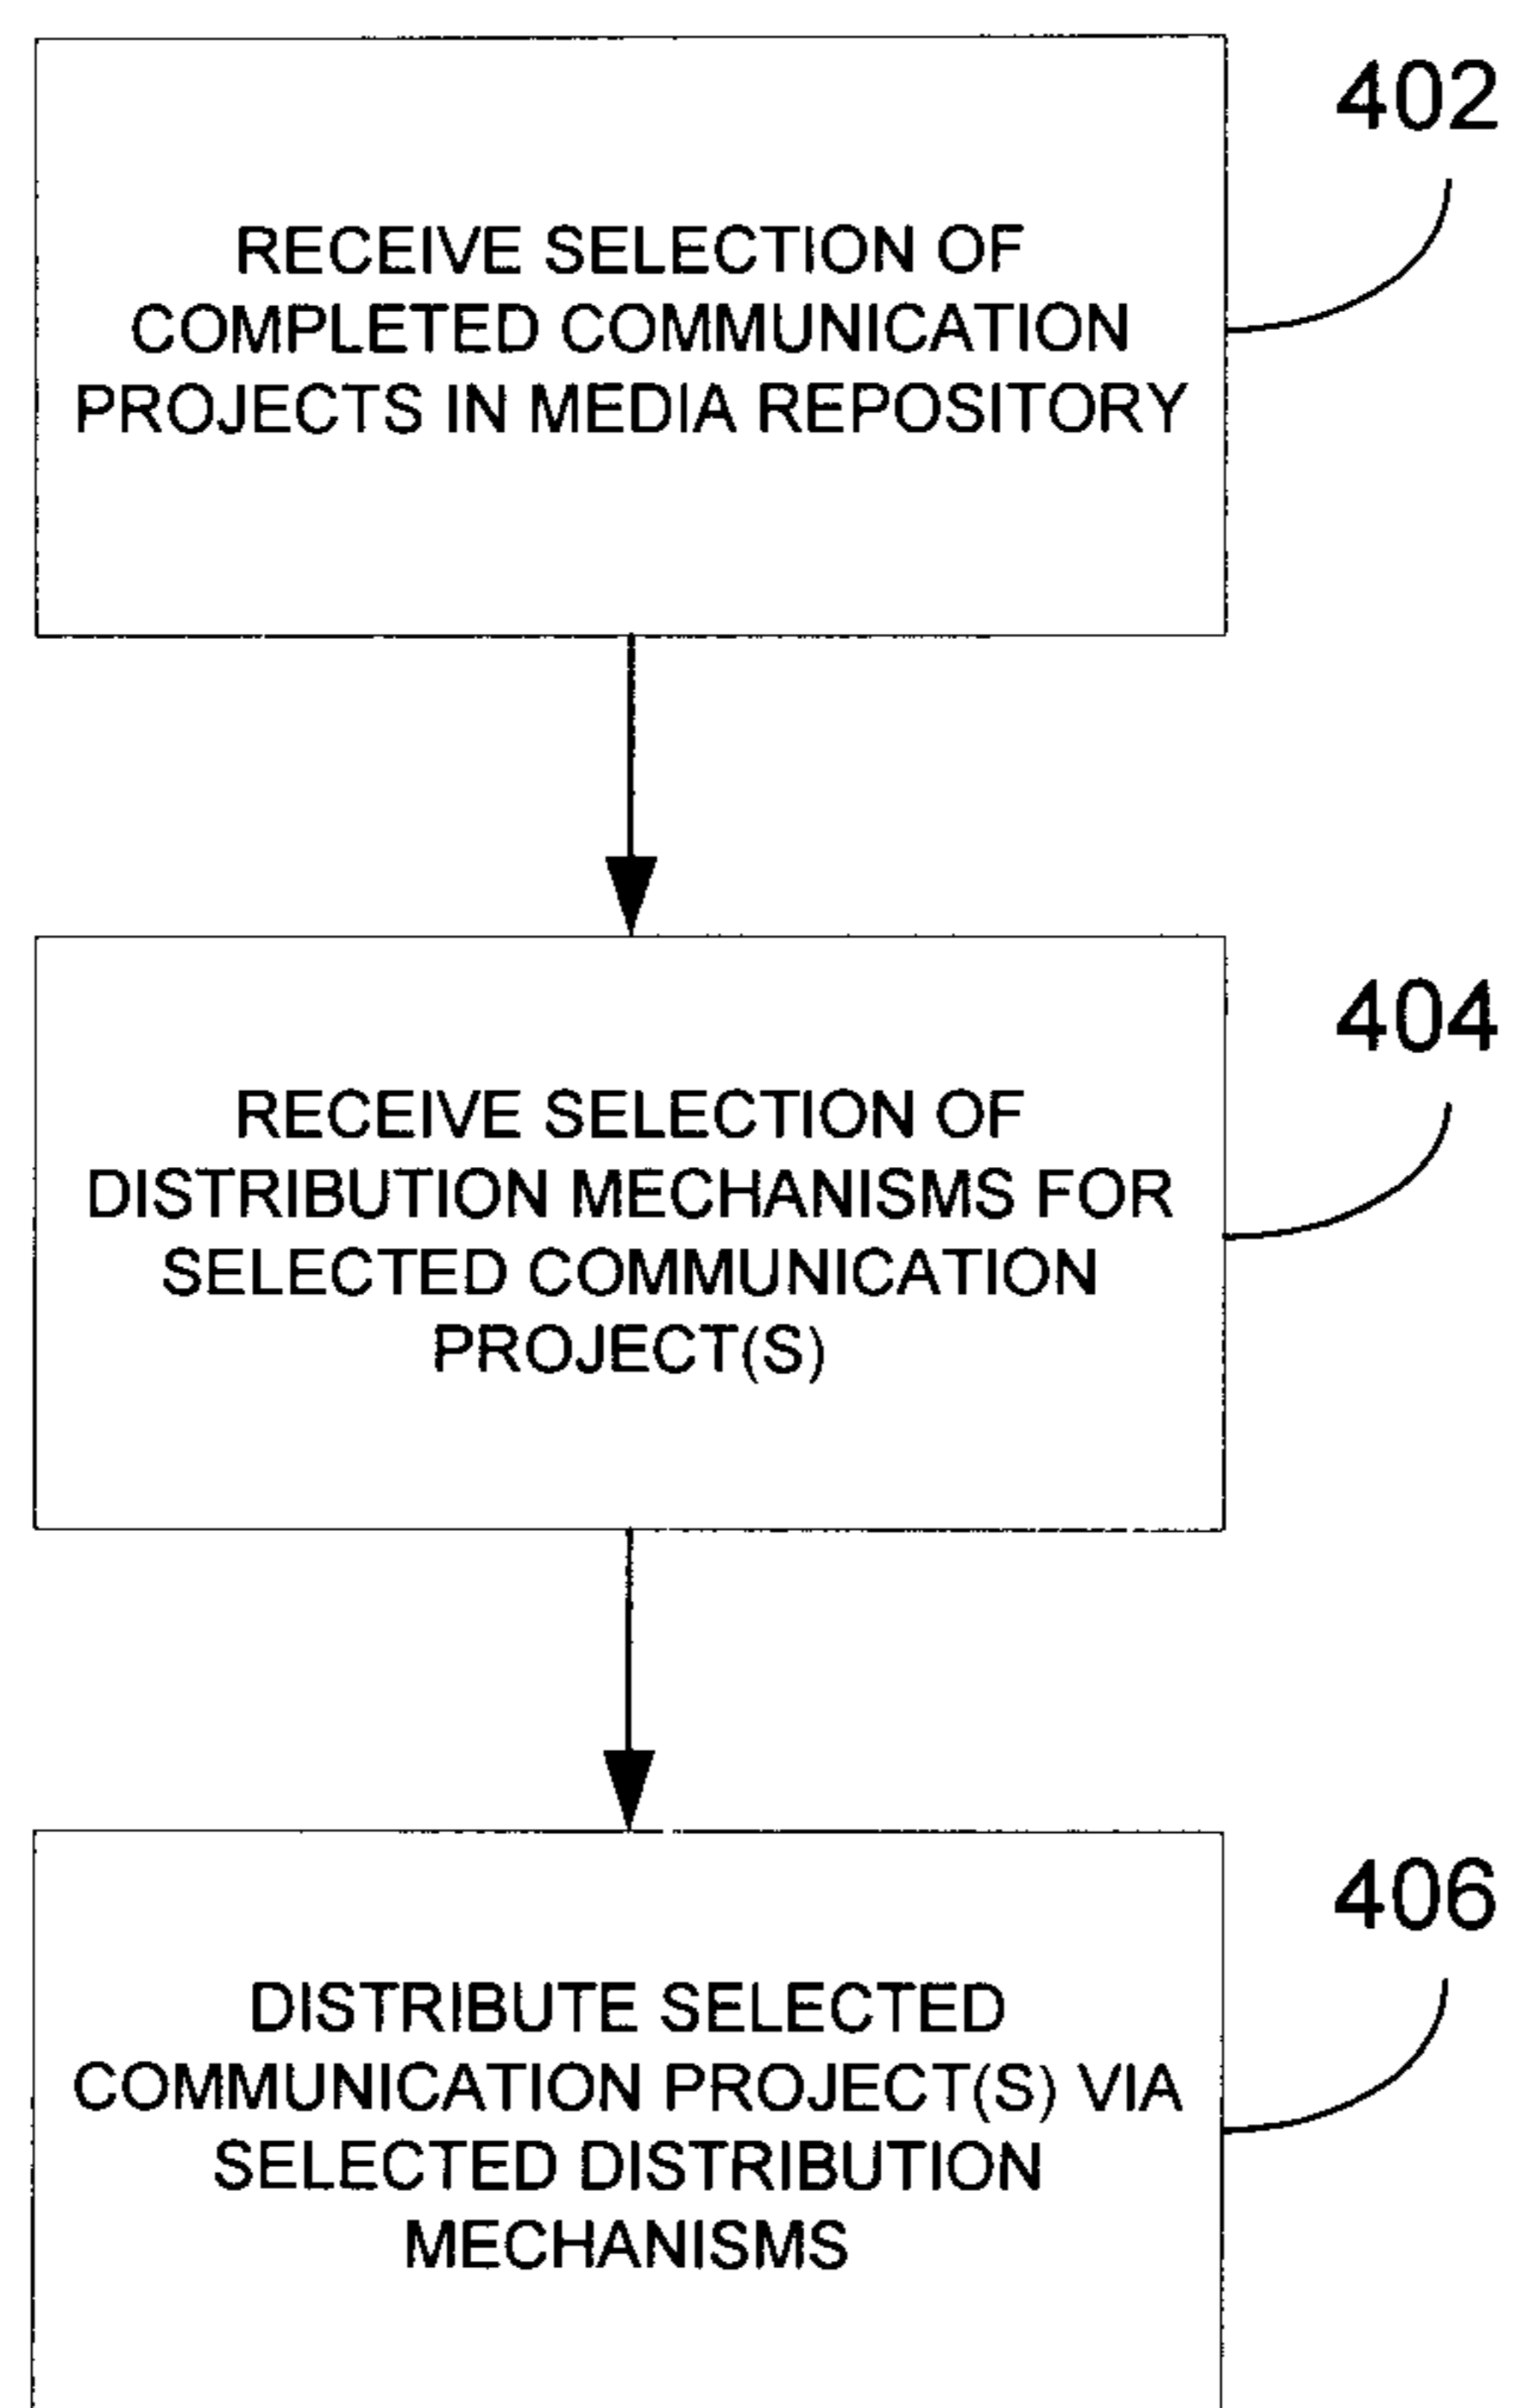 402
RECEIVE SELECTION OF
COMPLETED COMMUNICATION
PROJECTS IN MEDIA REPOSITORY
404
RECEIVE SELECTION OF
DISTRIBUTION MECHANISMS FOR
SELECTED COMMUNICATION
PROJECT(S)
406
DISTRIBUTE SELECTED
COMMUNICATION PROJECT(S) VIA
SELECTED DISTRIBUTION
MECHANISMS